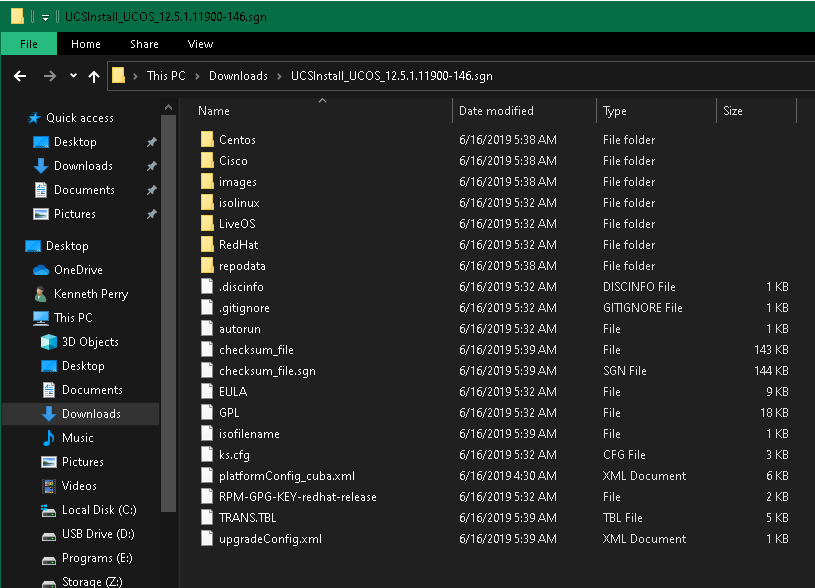 UCSInstall_UCOS_12.5.1.11900-146.sgn
File Home Share View
This PC Downloads UCSInstall_UCOS_12.5.1.11900-146.sgn
Quick access
Desktop
Downloads
Documents
Pictures
Desktop
OneDrive
Kenneth Perry
This PC
3D Objects
Desktop
Documents
Downloads
Music
Pictures
Videos
Local Disk (C:)
USB Drive (D:)
Programs (E:)
Storage (Z:)
Name Date modified Type Size
Centos 6/16/2019 5:38 AM File folder
Cisco 6/16/2019 5:38 AM File folder
images 6/16/2019 5:38 AM File folder
isolinux 6/16/2019 5:32 AM File folder
LiveOS 6/16/2019 5:32 AM File folder
RedHat 6/16/2019 5:32 AM File folder
repodata 6/16/2019 5:38 AM File folder
.discinfo 6/16/2019 5:32 AM DISCINFO File 1 KB
.gitignore 6/16/2019 5:32 AM GITIGNORE File 1 KB
autorun 6/16/2019 5:32 AM File 1 KB
checksum_file 6/16/2019 5:39 AM File 143 KB
checksum_file.sgn 6/16/2019 5:39 AM SGN File 144 KB
EULA 6/16/2019 5:32 AM File 9 KB
GPL 6/16/2019 5:32 AM File 18 KB
isofilename 6/16/2019 5:39 AM File 1 KB
ks.cfg 6/16/2019 5:32 AM CFG File 3 KB
platformConfig_cuba.xml 6/16/2019 4:30 AM XML Document 6 KB
RPM-GPG-KEY-redhat-release 6/16/2019 5:32 AM File 2 KB
TRANS.TBL 6/16/2019 5:39 AM TBL File 5 KB
upgradeConfig.xml 6/16/2019 5:39 AM XML Document 1 KB